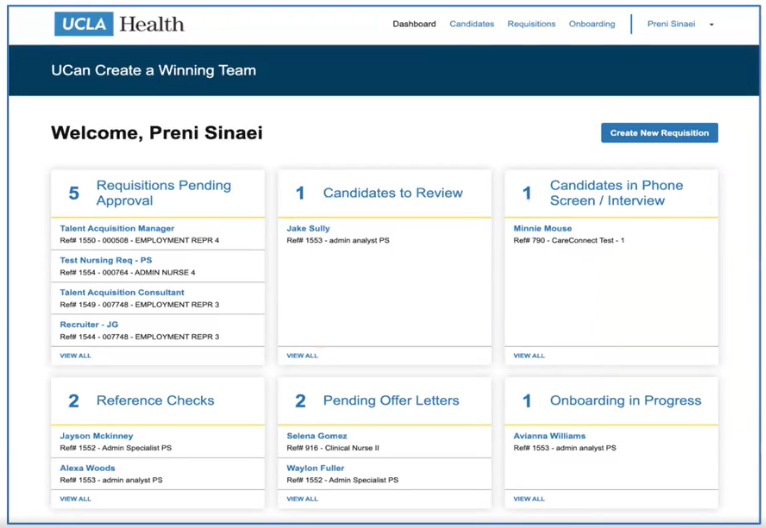 UCLA Health
Dashboard Candidates Requisitions Onboarding Preni Sinaei
UCan Create a Winning Team
Welcome, Preni Sinaei
Create New Requisition
5 Requisitions Pending
Approval
Talent Acquisition Manager
Ref# 1550 - 000508 - EMPLOYMENT REPR 4
Test Nursing Req - PS
Ref# 1554 - 000764 - ADMIN NURSE 4
Talent Acquisition Consultant
Ref# 1549 - 007748 - EMPLOYMENT REPR 3
Recruiter - JG
Ref# 1544 - 007748 - EMPLOYMENT REPR 3
VIEW ALL
1 Candidates to Review
Jake Sully
Ref# 1553 - admin analyst PS
VIEW ALL
1 Candidates in Phone
Screen / Interview
Minnie Mouse
Ref# 790 - CareConnect Test - 1
VIEW ALL
2 Reference Checks
Jayson Mckinney
Ref# 1552 - Admin Specialist PS
Alexa Woods
Ref# 1553 - admin analyst PS
VIEW ALL
2 Pending Offer Letters
Selena Gomez
Ref# 916 - Clinical Nurse II
Waylon Fuller
Ref# 1552 - Admin Specialist PS
VIEW ALL
1 Onboarding in Progress
Avianna Williams
Ref# 1553 - admin analyst PS
VIEW ALL